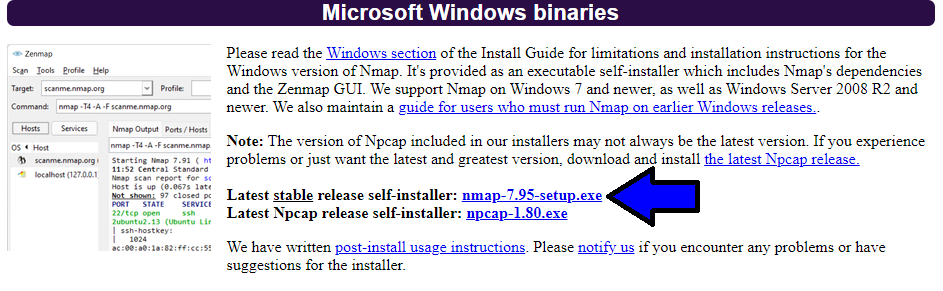 Microsoft Windows binaries
Zenmap
Scan Tools Profile Help
Target: scanme.nmap.org Profile:
Command: nmap -T4 -A -F scanme.nmap.org
Hosts Services Nmap Output Ports / Hosts
OS Host nmap -T4 -A -F scanme.nmap
scanme.nmap.org (
localhost (127.0.0.1)
Starting Nmap 7.91 ( ht
11:52 Central Standard
Nmap scan report for sc
Host is up (0.067s late
Not shown: 97 closed po
PORT STATE SERVICE
22/tcp open ssh
2ubuntu2.13 (Ubuntu Lin
| ssh-hostkey:
| 1024
ac:00:a0:1a:82:ff:cc:55
Please read the Windows section of the Install Guide for limitations and installation instructions for the
Windows version of Nmap. It's provided as an executable self-installer which includes Nmap's dependencies
and the Zenmap GUI. We support Nmap on Windows 7 and newer, as well as Windows Server 2008 R2 and
newer. We also maintain a guide for users who must run Nmap on earlier Windows releases..
Note: The version of Npcap included in our installers may not always be the latest version. If you experience
problems or just want the latest and greatest version, download and install the latest Npcap release.
Latest stable release self-installer: nmap-7.95-setup.exe
Latest Npcap release self-installer: npcap-1.80.exe
We have written post-install usage instructions. Please notify us if you encounter any problems or have
suggestions for the installer.